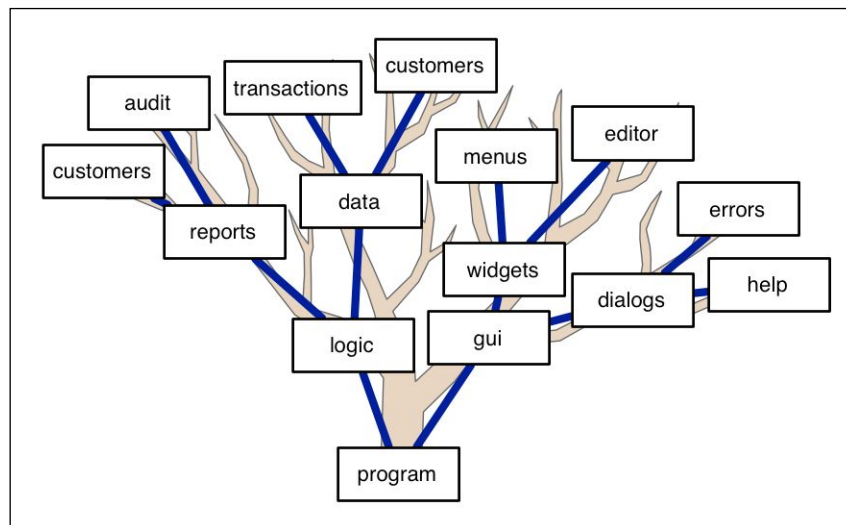 customers
transactions
audit
editor
menus
customers
data
errors
reports
widgets
help
dialogs
logic
gui
program